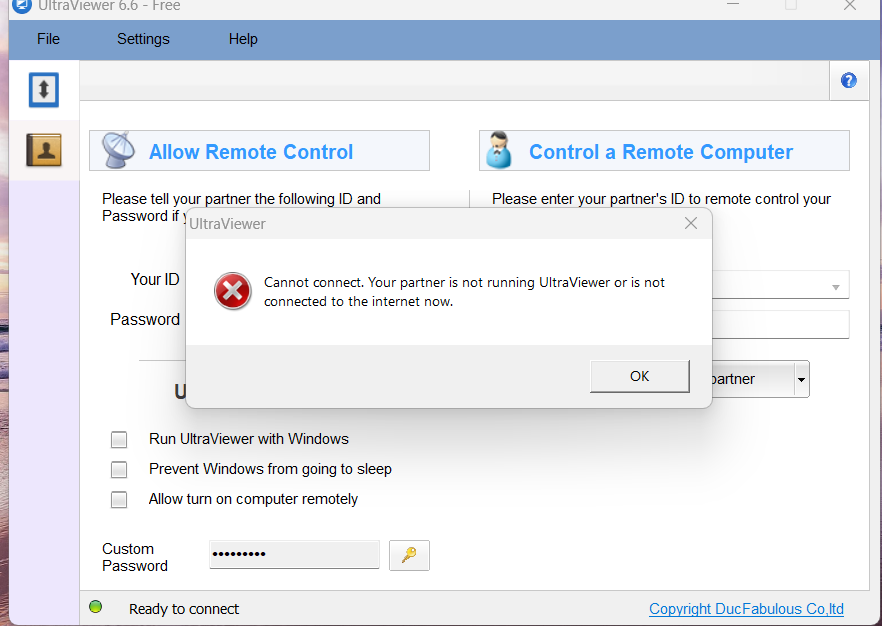 UltraViewer 6.6 - Free
File Settings Help
Allow Remote Control
Control a Remote Computer
Please tell your partner the following ID and
Password if
Please enter your partner's ID to remote control your
UltraViewer
Your ID
Password
Cannot connect. Your partner is not running UltraViewer or is not
connected to the internet now.
OK
partner
U
Run UltraViewer with Windows
Prevent Windows from going to sleep
Allow turn on computer remotely
Custom
Password
•••••••••
Ready to connect
Copyright DucFabulous Co,ltd